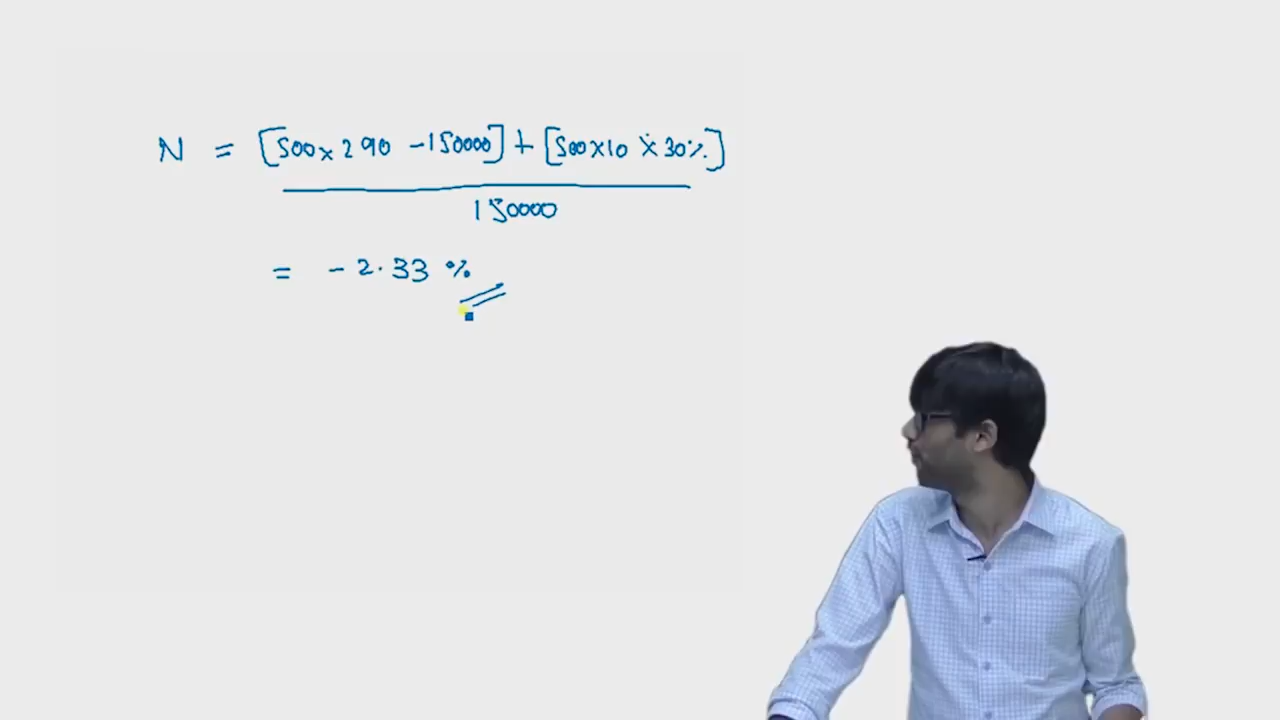 N = [500 × 290 - 150000] + [500 × 10 × 30%]
150000
= - 2.33 %